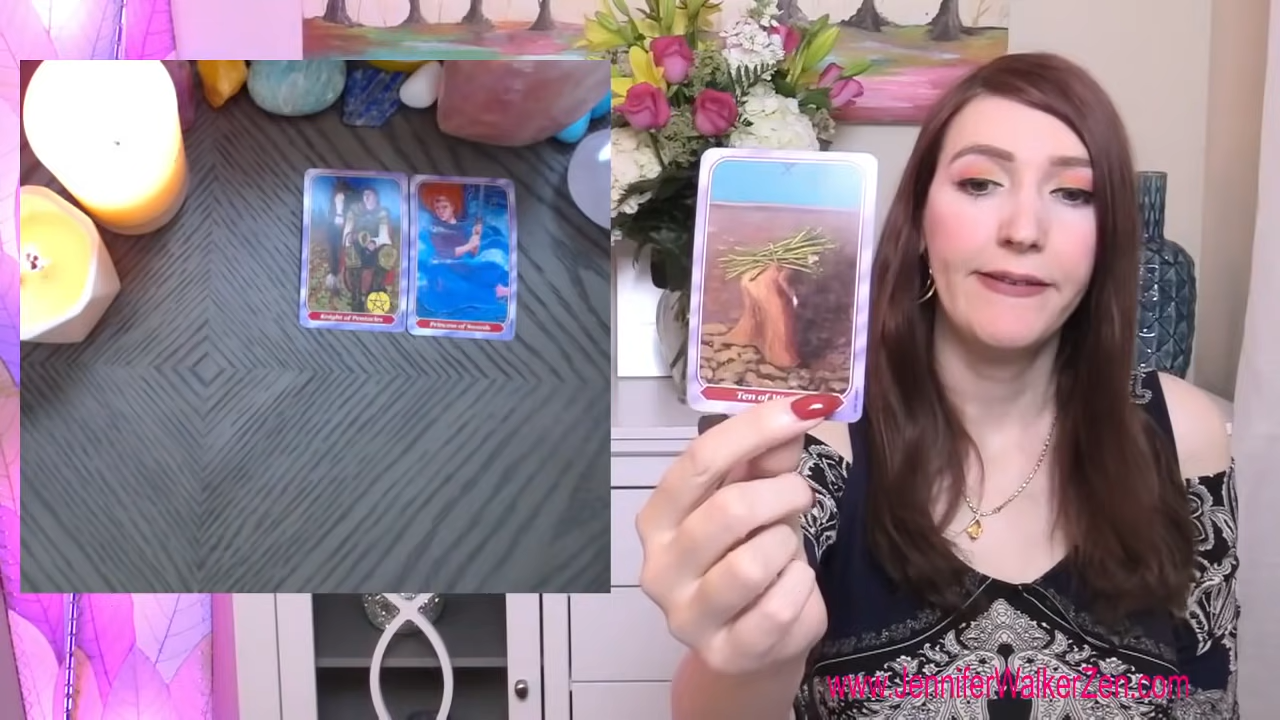 Knight of Pentacles
Princess of Swords
Ten of
www.JenniferWalkerZen.com